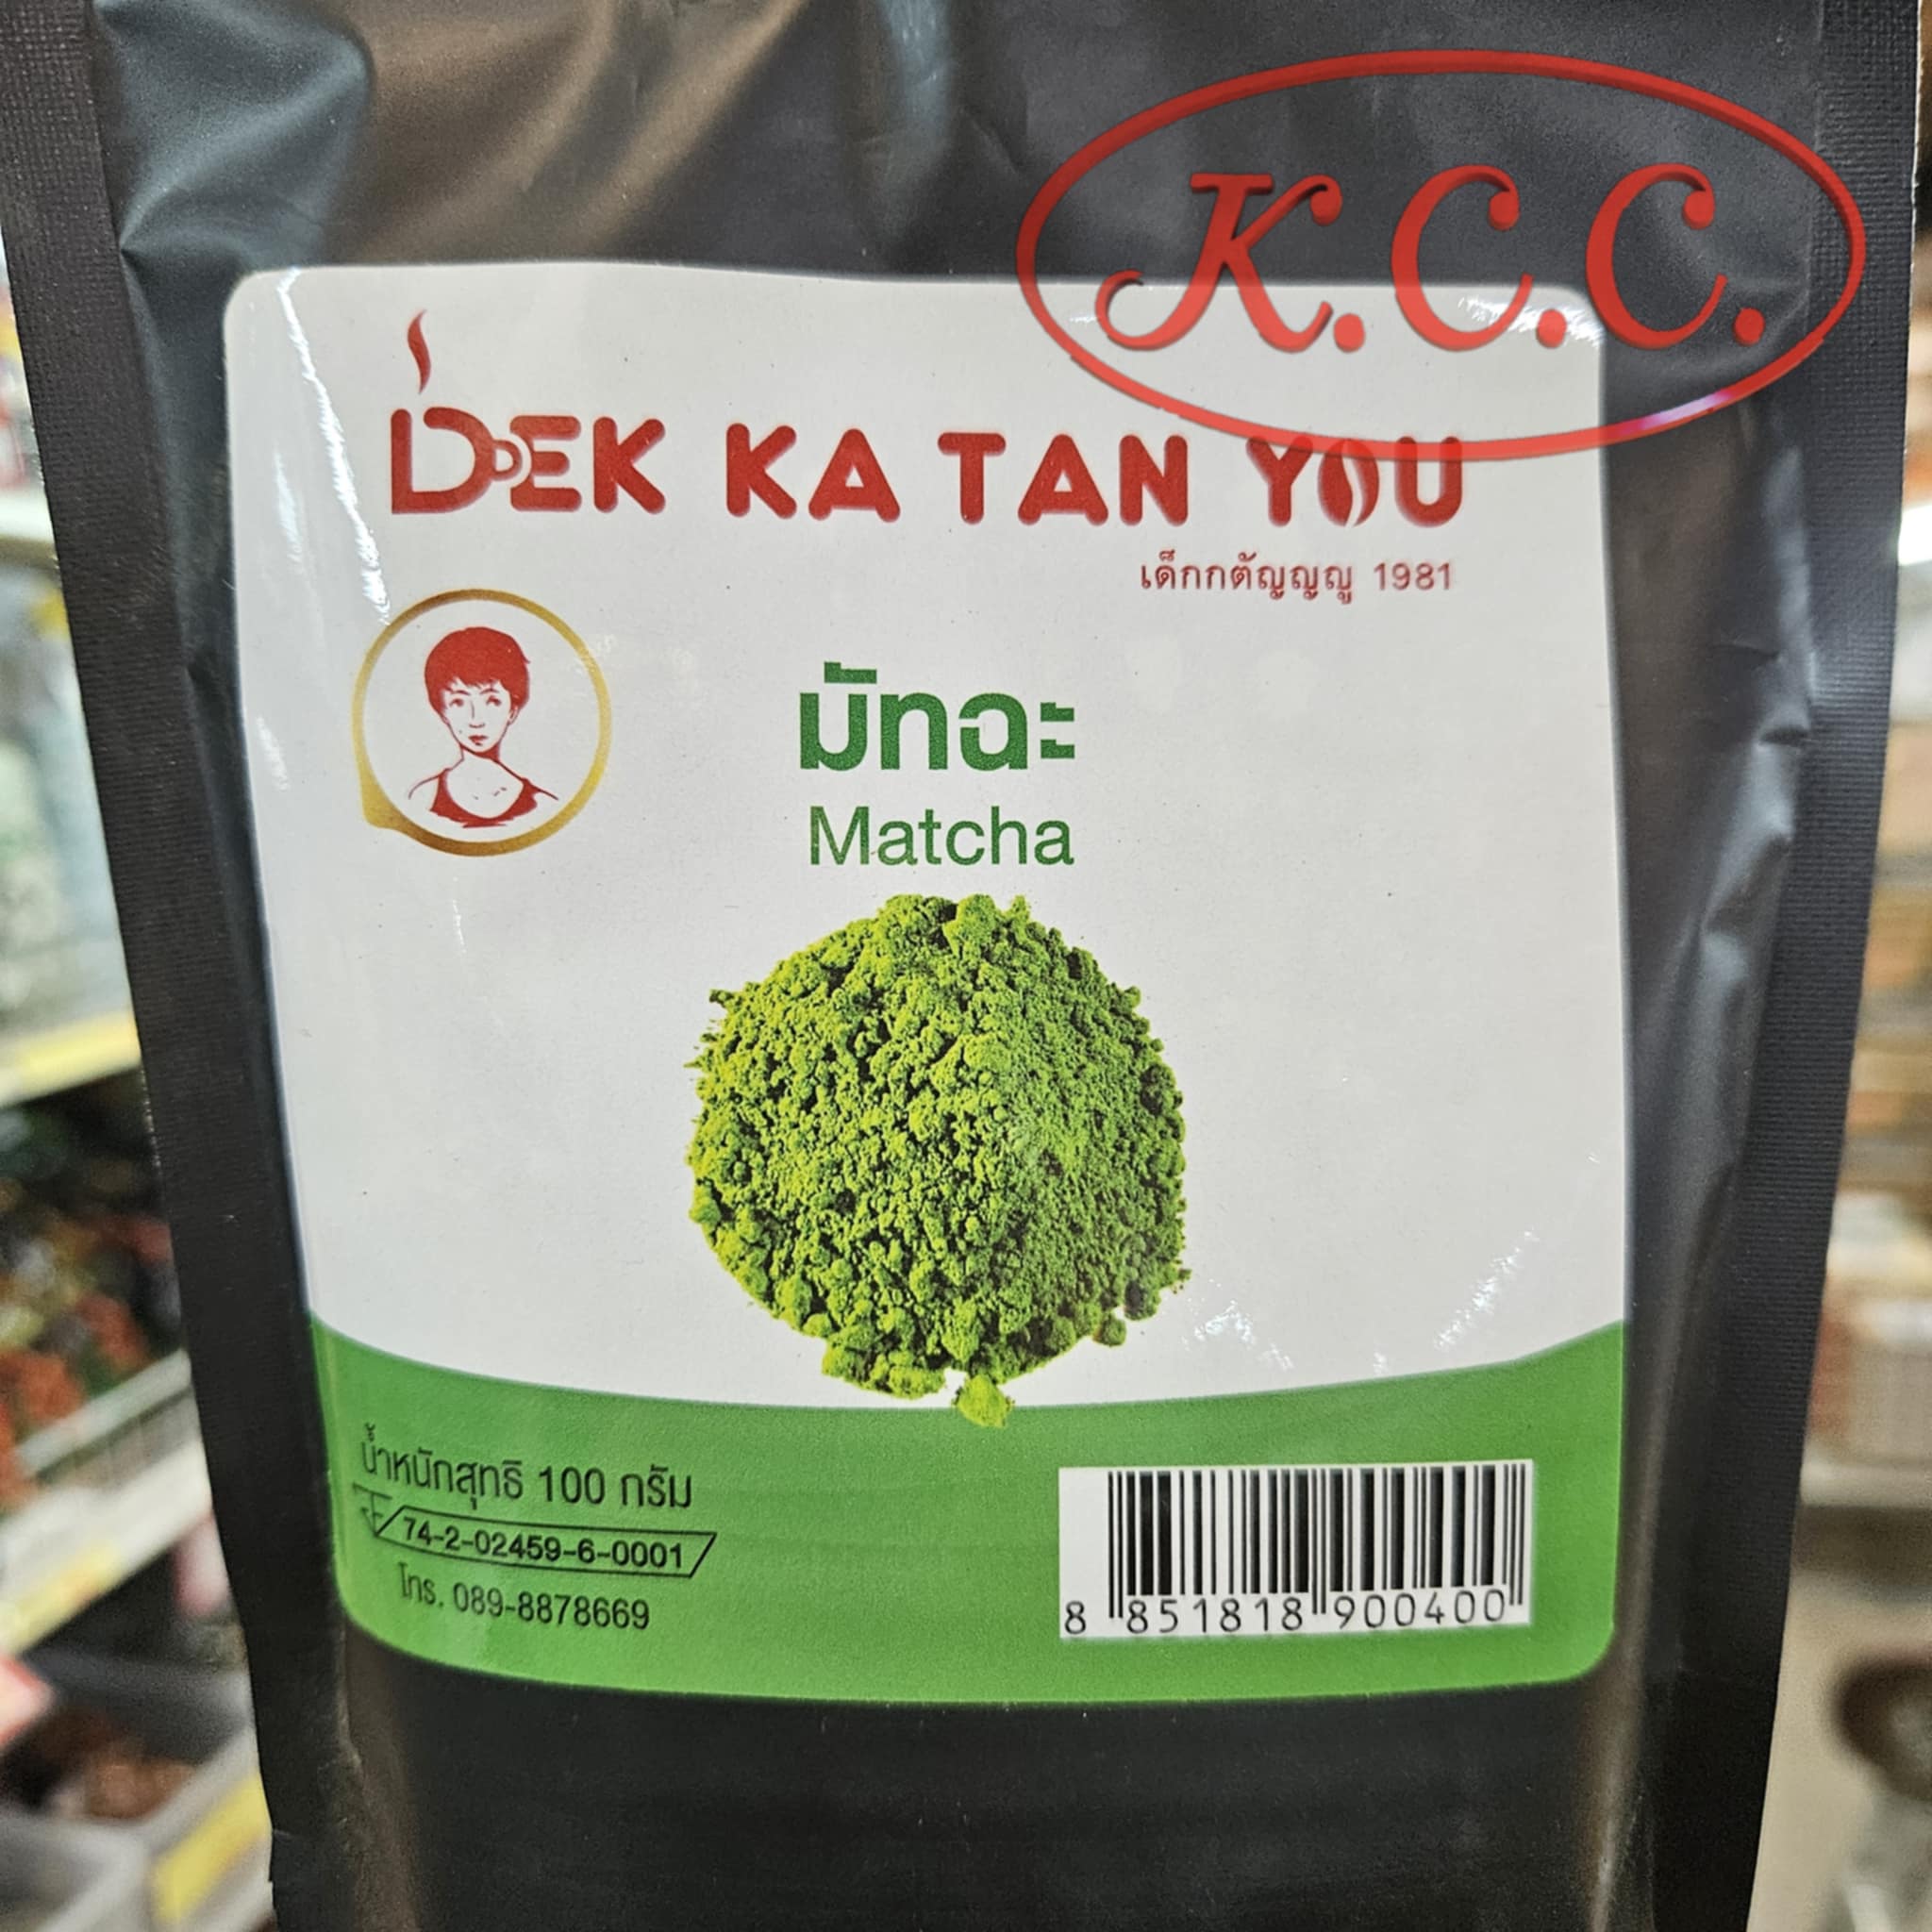 K.C.C.
DEK KA TAN YOU
เด็กกตัญญญู 1981
มัทฉะ
Matcha
น้ำหนักสุทธิ 100 กรัม
74-2-02459-6-0001
โทร. 089-8878669
8 851818 900400